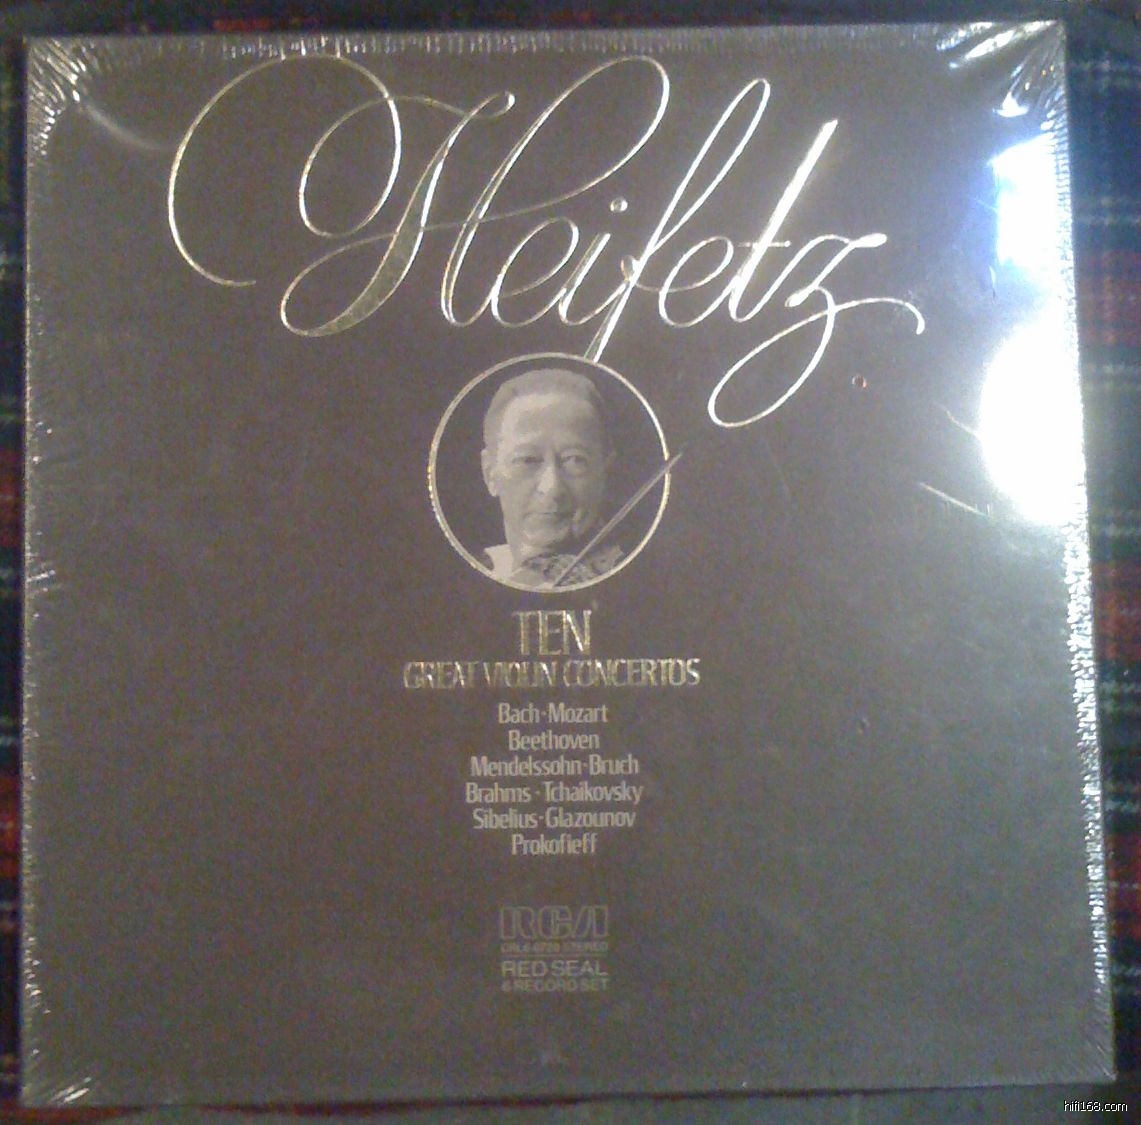 Heifetz
TEN
GREAT VIOLIN CONCERTOS
Bach·Mozart
Beethoven
Mendelssohn·Bruch
Brahms·Tchaikovsky
Sibelius·Glazounov
Prokofieff
RCA
STEREO
RED SEAL
6 RECORD SET
hifi168.com